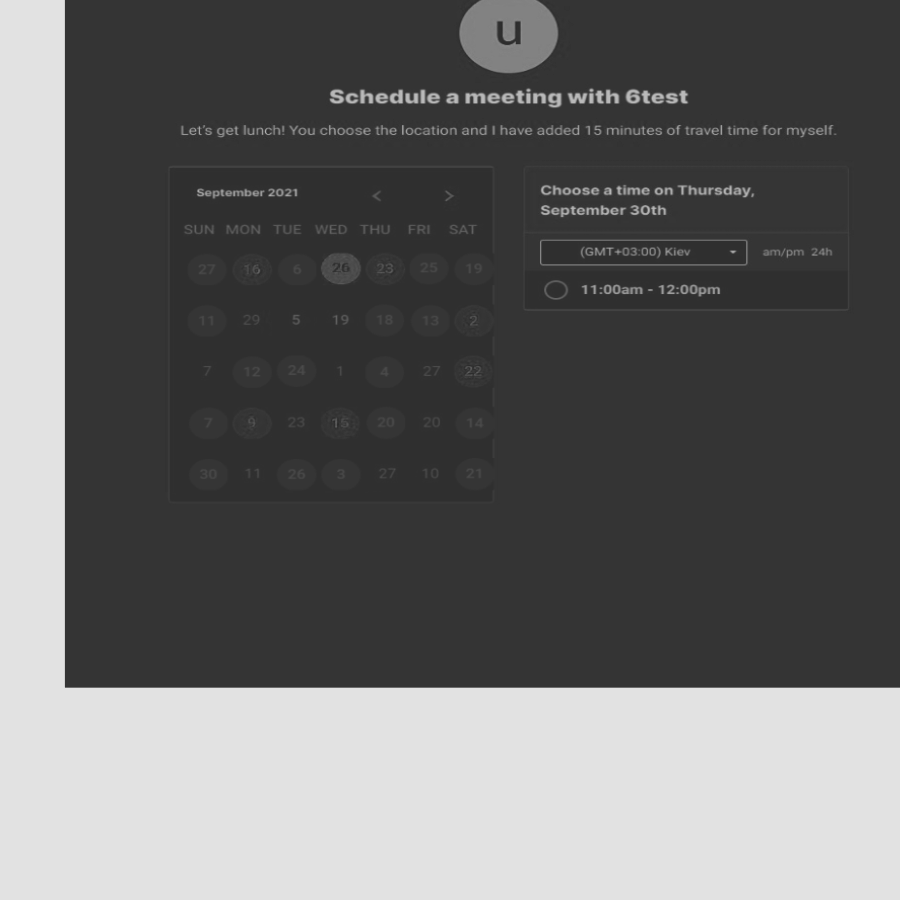 u
Schedule a meeting with 6test
Let's get lunch! You choose the location and I have added 15 minutes of travel time for myself.
September 2021 < >
SUN MON TUE WED THU FRI SAT
27 16 6 26 23 25 19
11 29 5 19 18 13 2
7 12 24 1 4 27 22
7 9 23 15 20 20 14
30 11 26 3 27 10 21
Choose a time on Thursday,
September 30th
(GMT+03:00) Kiev am/pm 24h
11:00am - 12:00pm